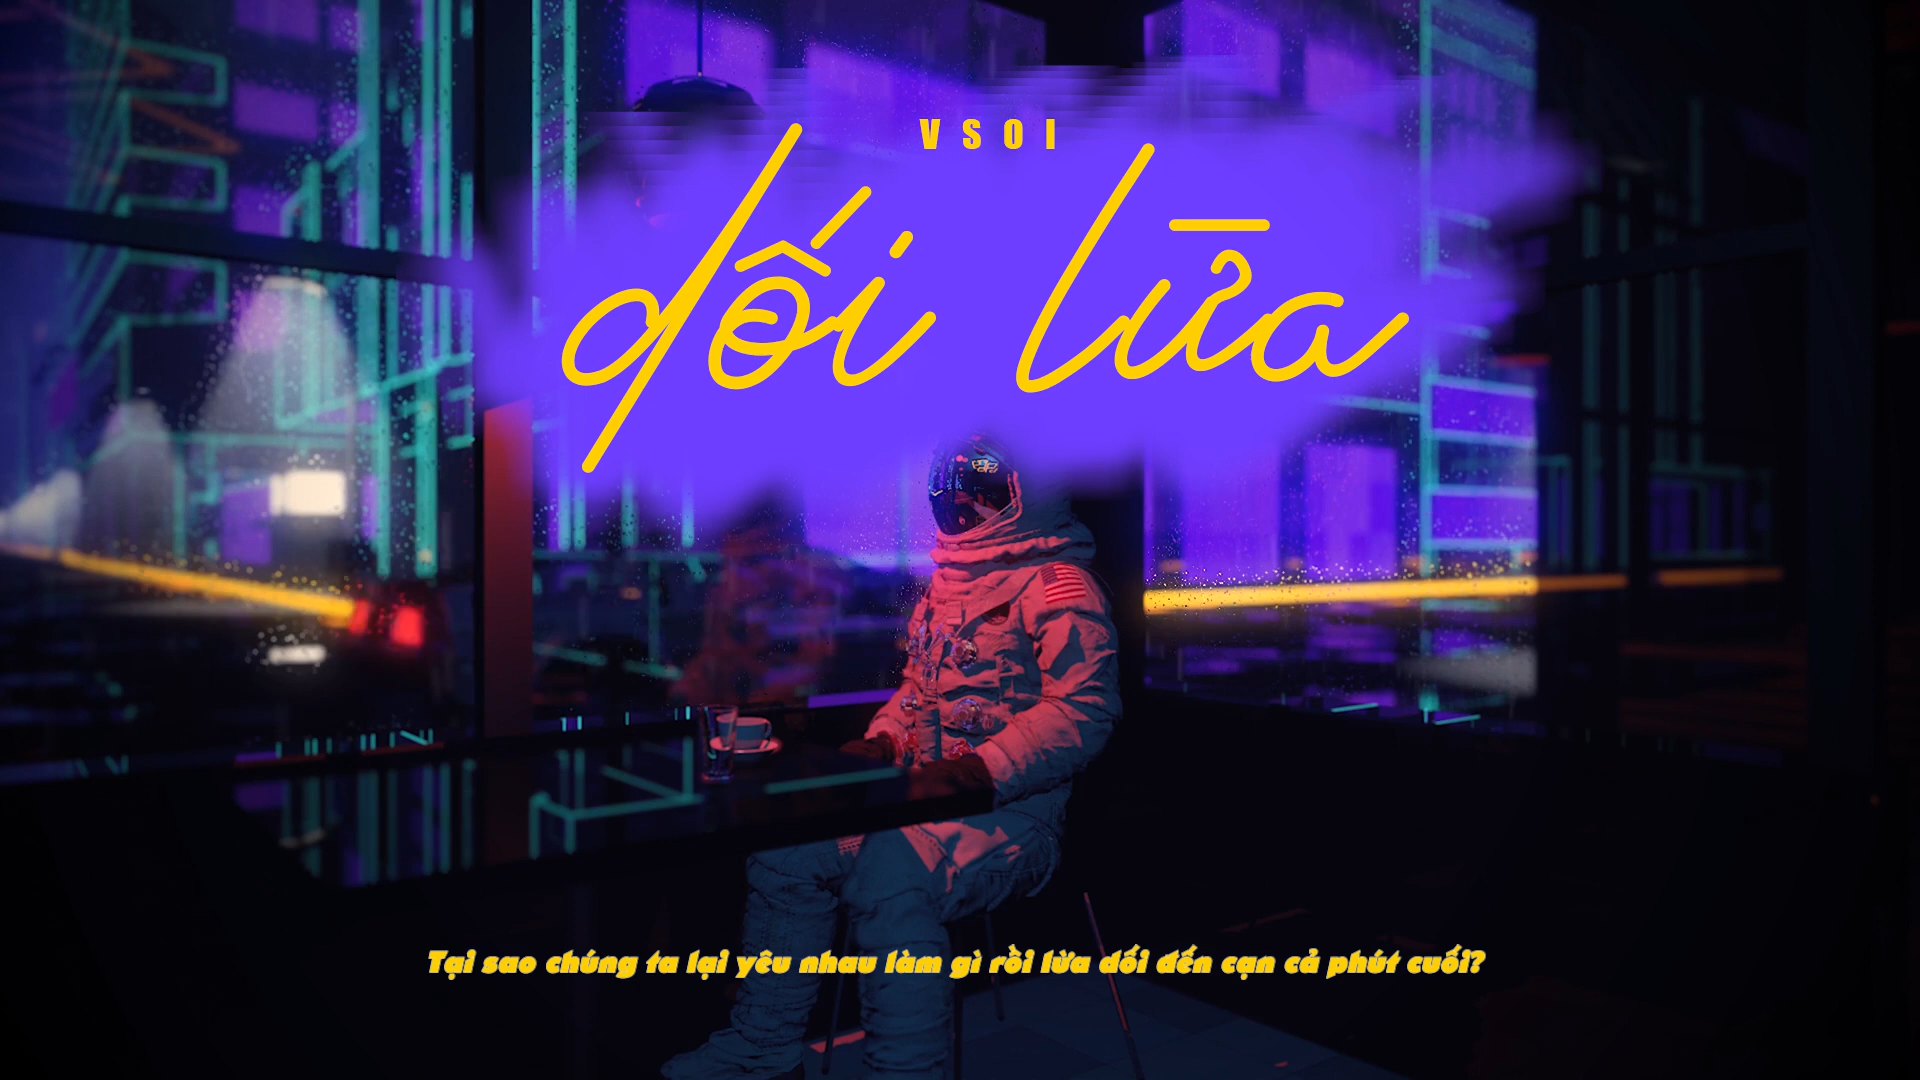 VSOI
dối lừa
Tại sao chúng ta lại yêu nhau làm gì rồi lừa dối đến cạn cả phút cuối?